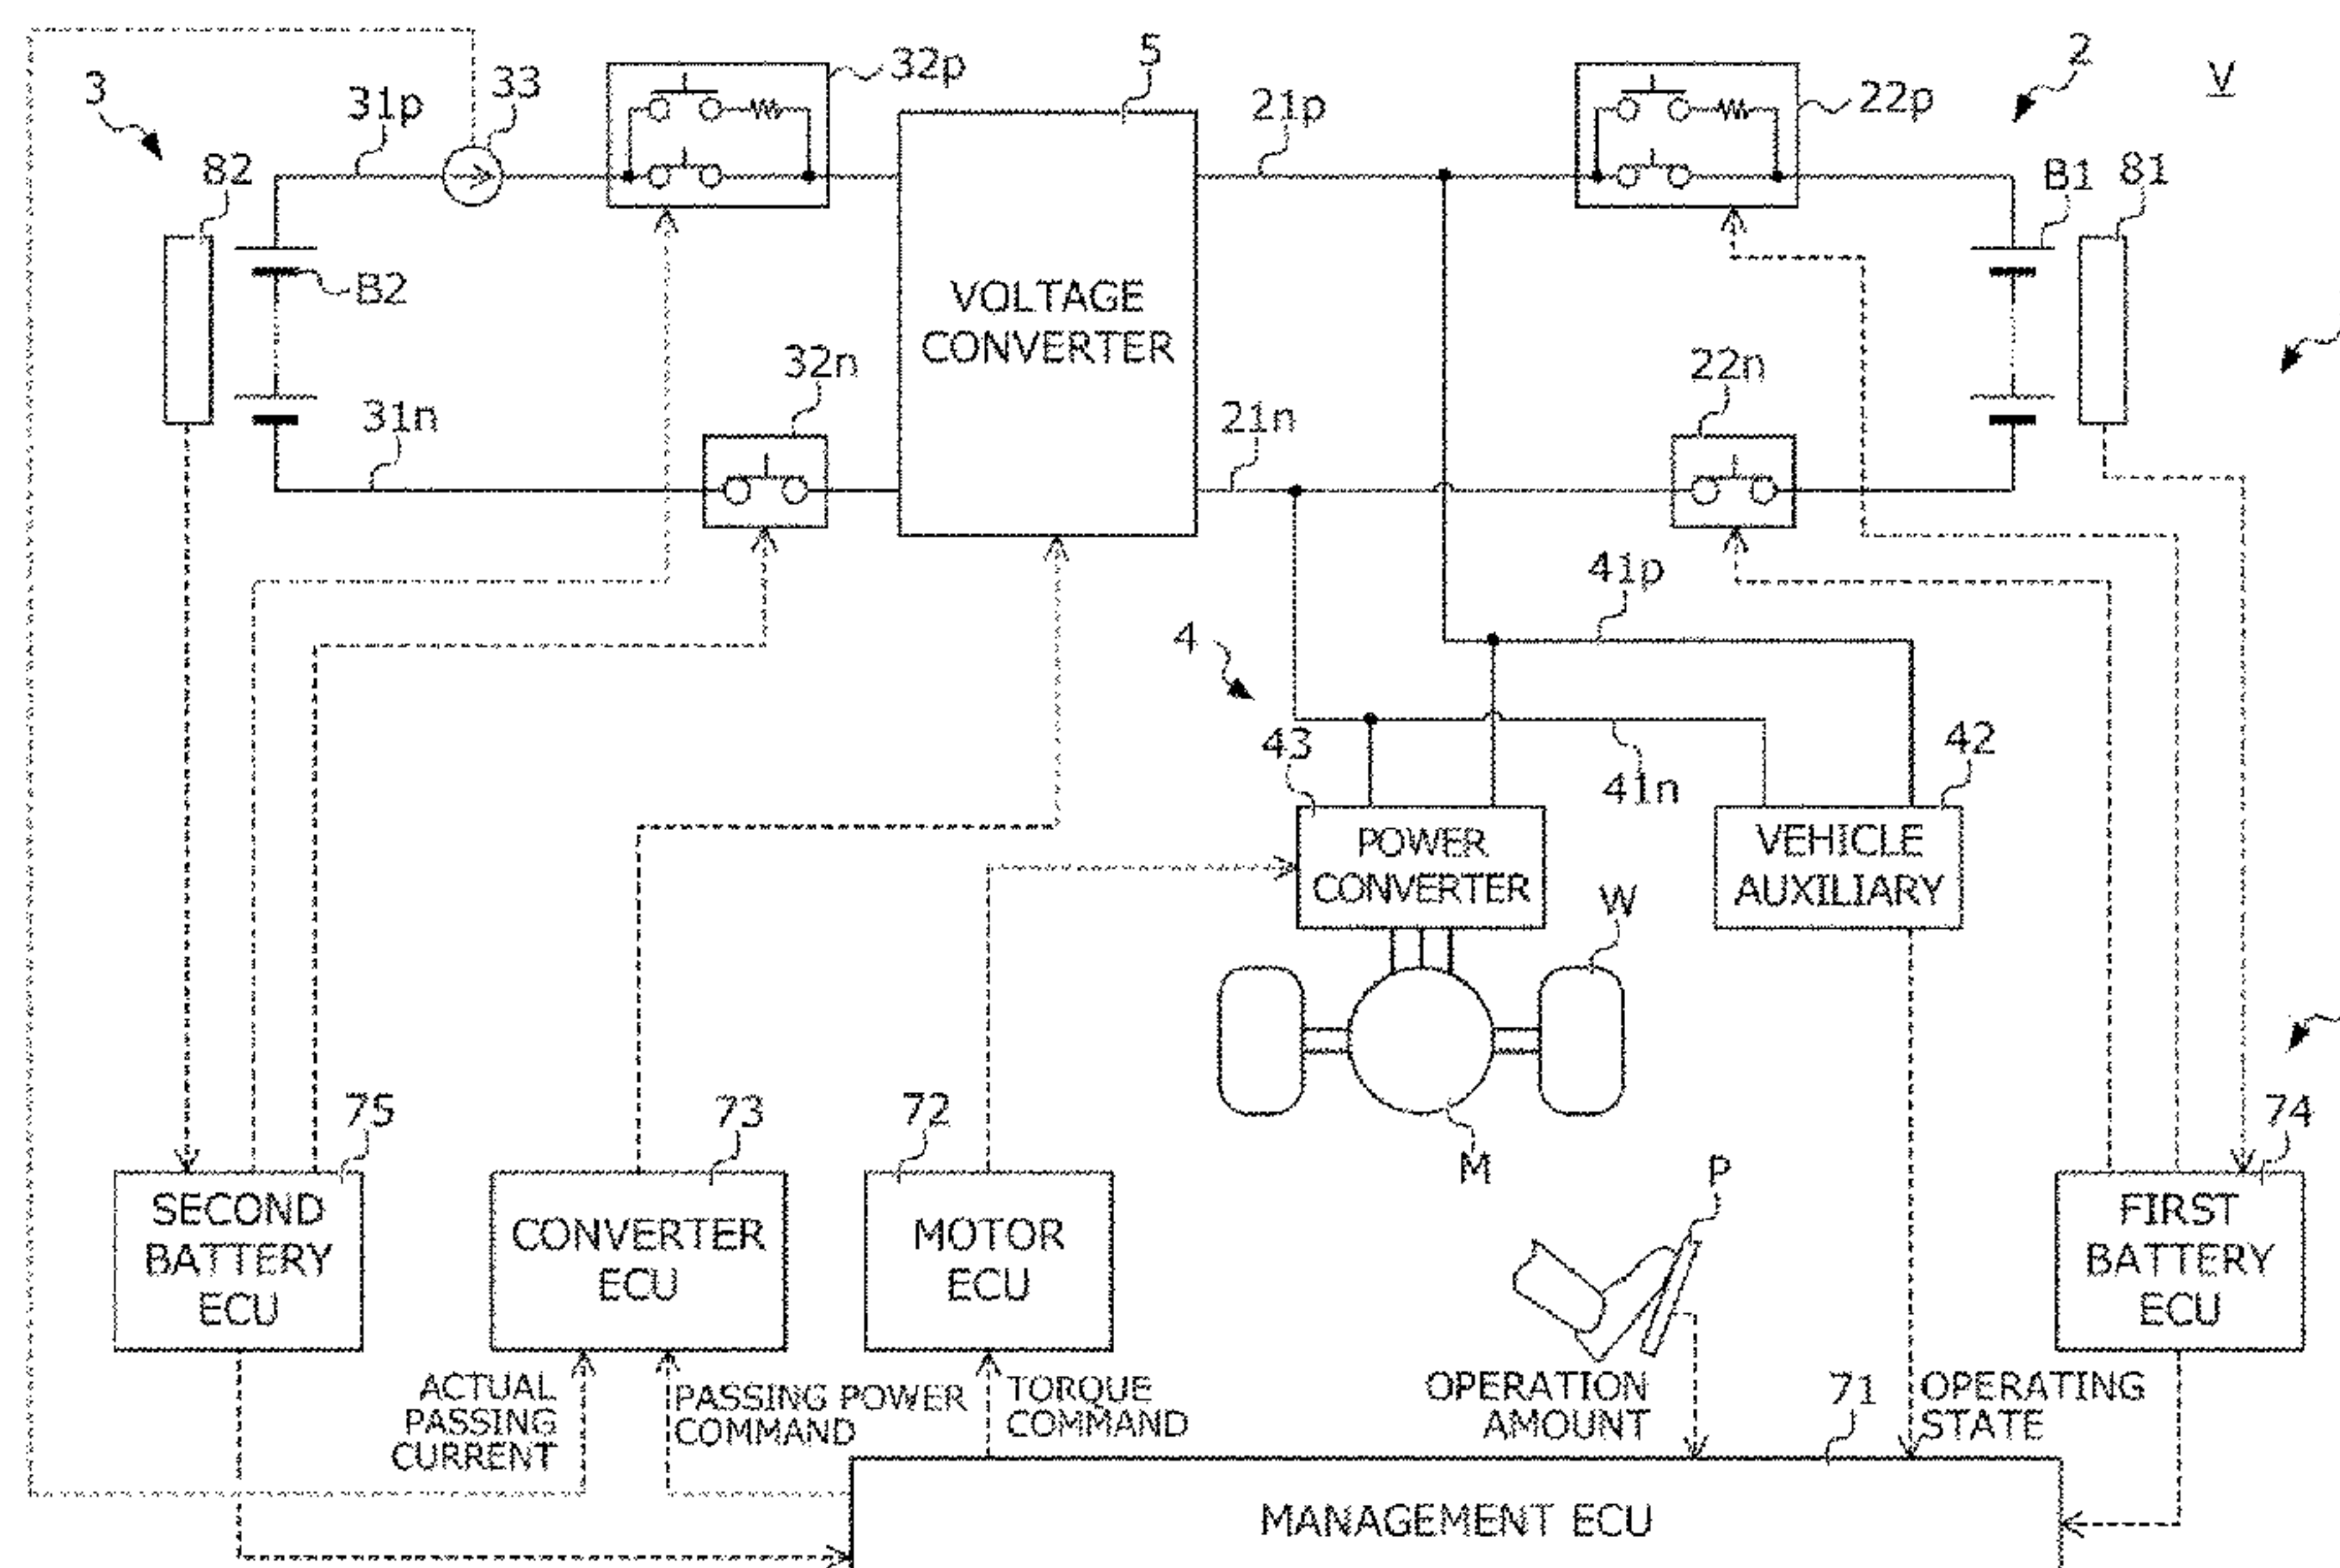 3
31p
33
32p
5
21p
22p
2
V
82
B2
B1
81
VOLTAGE
CONVERTER
31n
32n
21n
22n
41p
4
43
41n
42
POWER
CONVERTER
VEHICLE
AUXILIARY
W
M
75
73
72
P
74
SECOND
BATTERY
ECU
CONVERTER
ECU
MOTOR
ECU
FIRST
BATTERY
ECU
ACTUAL
PASSING
CURRENT
PASSING POWER
COMMAND
TORQUE
COMMAND
OPERATION
AMOUNT
71
OPERATING
STATE
MANAGEMENT ECU